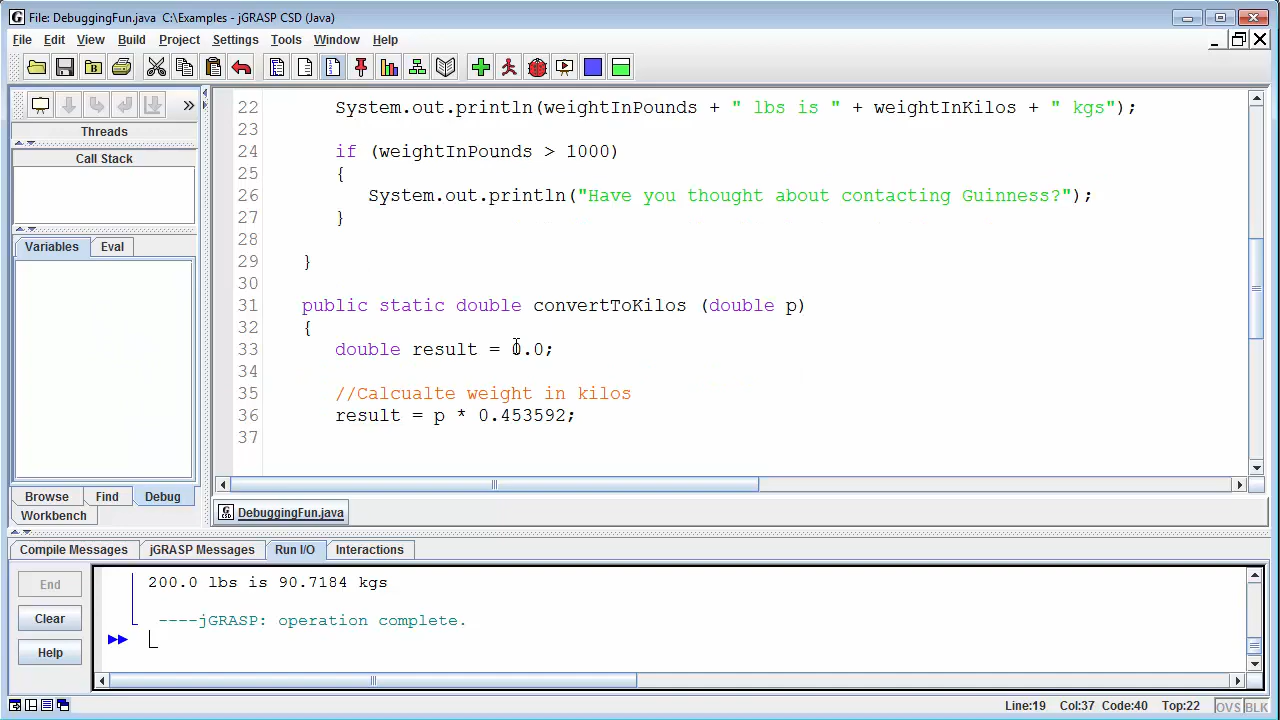 File: DebuggingFun.java  C:\Examples - jGRASP CSD (Java)
File Edit View Build Project Settings Tools Window Help
Threads
Call Stack
Variables Eval
Browse Find Debug
Workbench
22 System.out.println(weightInPounds + " lbs is " + weightInKilos + " kgs");
23
24 if (weightInPounds > 1000)
25 {
26 System.out.println("Have you thought about contacting Guinness?");
27 }
28
29 }
30
31 public static double convertToKilos (double p)
32 {
33 double result = 0.0;
34
35 //Calcualte weight in kilos
36 result = p * 0.453592;
37
DebuggingFun.java
Compile Messages jGRASP Messages Run I/O Interactions
End
Clear
Help
200.0 lbs is 90.7184 kgs
----jGRASP: operation complete.
Line:19 Col:37 Code:40 Top:22 OVS BLK